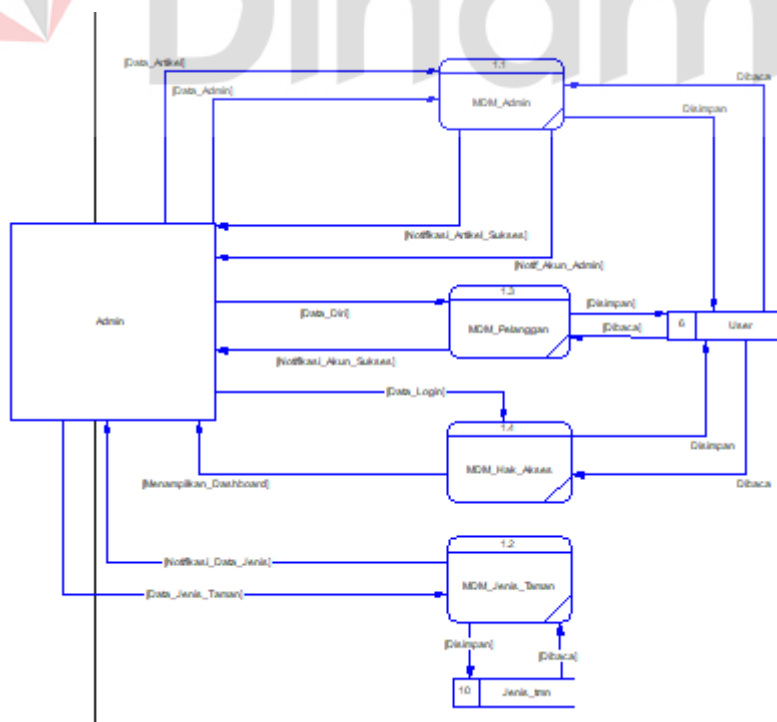 Dinam
[Data_Artikel]
1.1
[Data_Admin]
MDM_Admin
Dibaca
Disimpan
[Notifikasi_Artikel_Sukses]
[Notif_Akun_Admin]
Admin
1.3
[Data_Diri]
MDM_Pelanggan
[Disimpan]
[Dibaca]
6
User
[Notifikasi_Akun_Sukses]
[Data_Login]
1.4
MDM_Hak_Akses
Disimpan
[Menampilkan_Dashboard]
Dibaca
1.2
[Notifikasi_Data_Jenis]
MDM_Jenis_Taman
[Data_Jenis_Taman]
[Disimpan]
[Dibaca]
10
Jenis_tmn